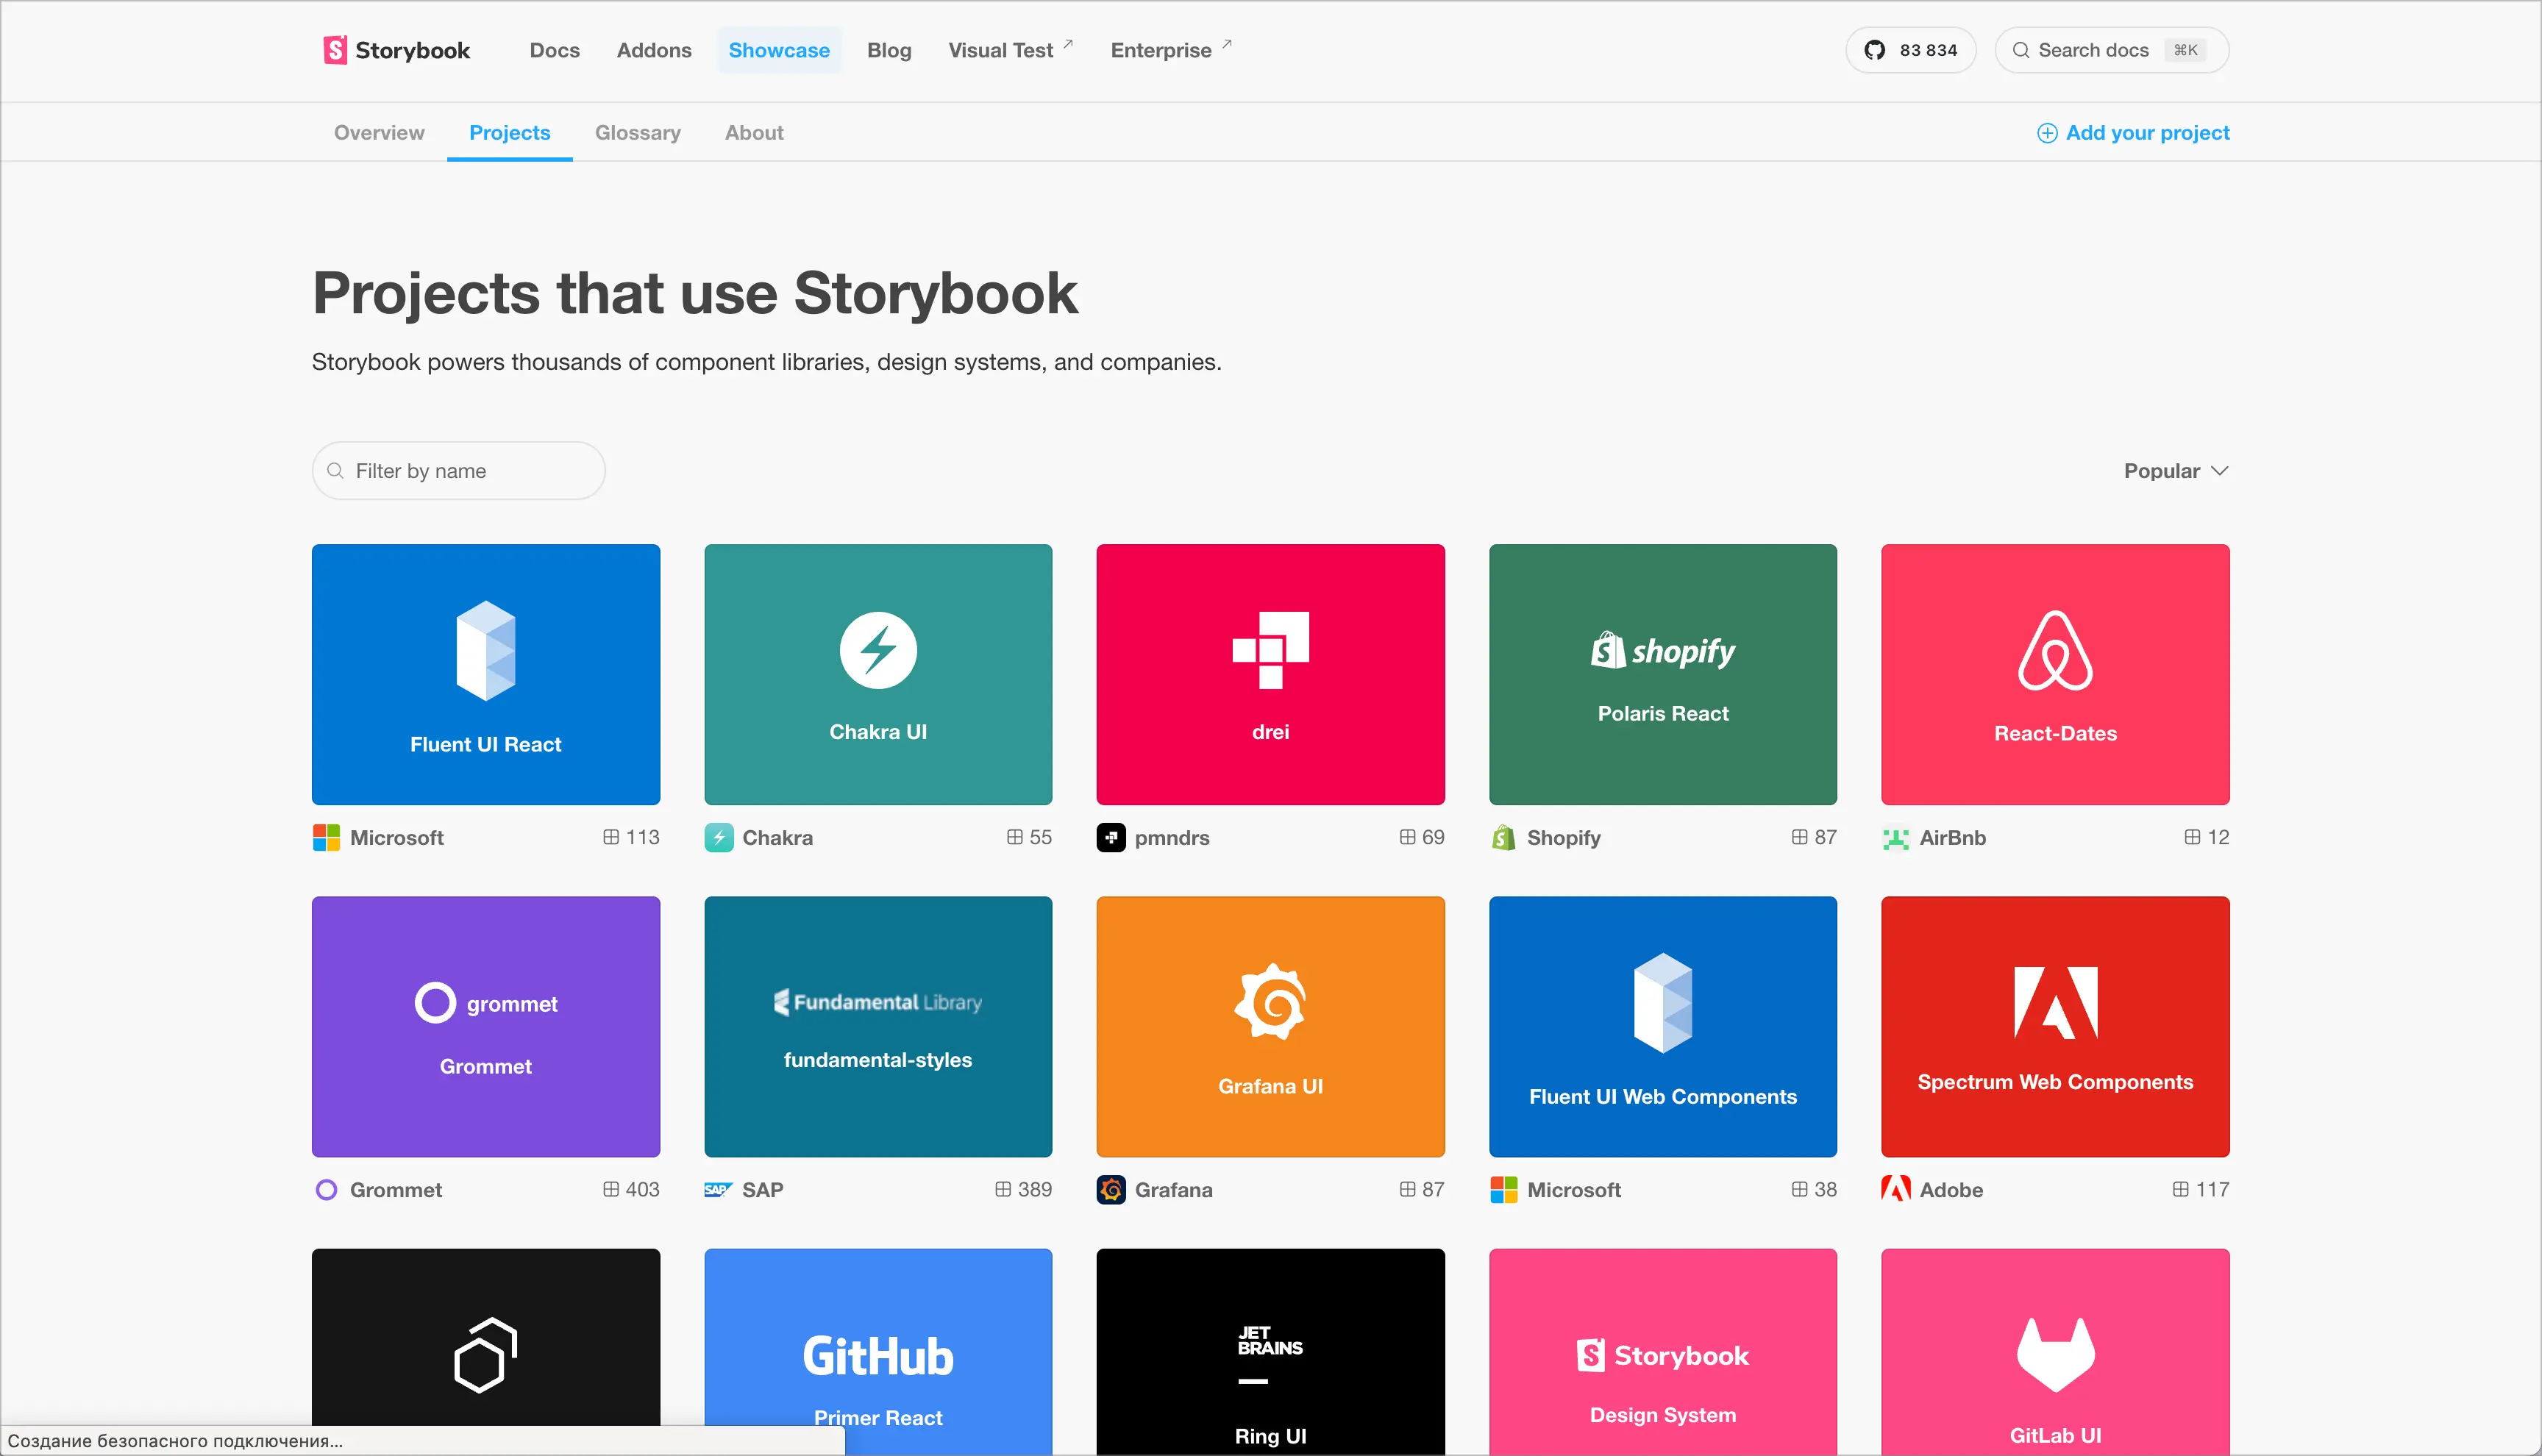 Storybook Docs Addons Showcase Blog Visual Test Enterprise 83 834 Search docs ⌘K
Overview Projects Glossary About Add your project
Projects that use Storybook
Storybook powers thousands of component libraries, design systems, and companies.
Filter by name Popular
shopify
Fluent UI React Chakra UI drei Polaris React React-Dates
Microsoft 113 Chakra 55 pmndrs 69 Shopify 87 AirBnb 12
grommet Fundamental Library
Grommet fundamental-styles Grafana UI Fluent UI Web Components Spectrum Web Components
Grommet 403 SAP SAP 389 Grafana 87 Microsoft 38 Adobe 117
GitHub JET BRAINS Storybook
Primer React Ring UI Design System GitLab UI
Создание безопасного подключения...